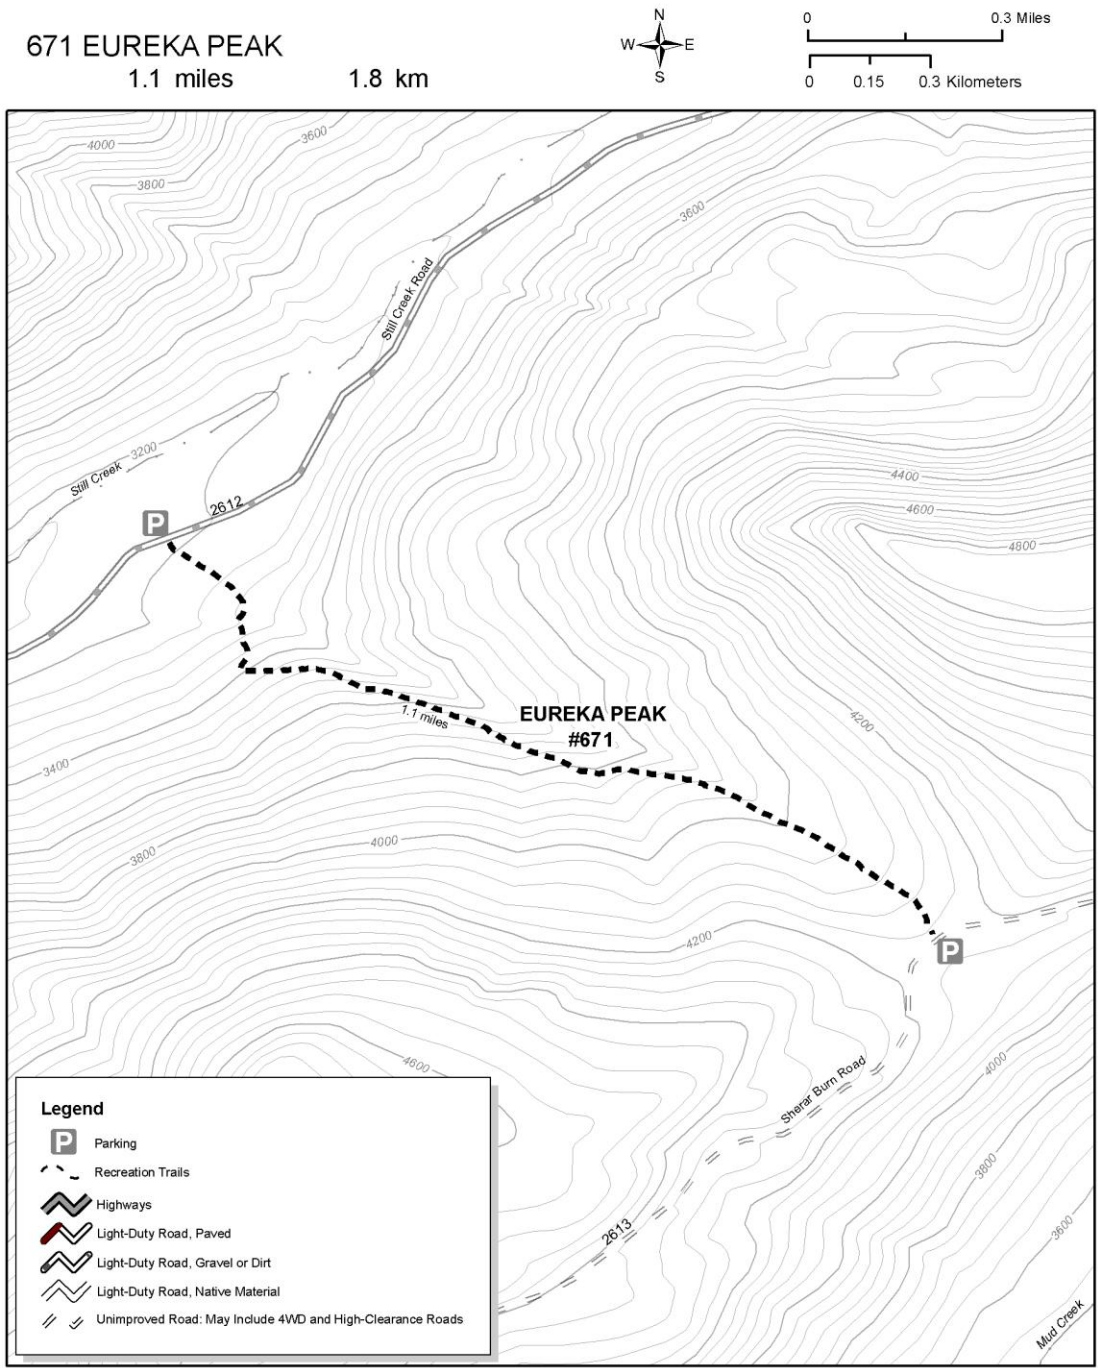 671 EUREKA PEAK
1.1 miles 1.8 km
N
W E
S
0 0.3 Miles
0 0.15 0.3 Kilometers
4000
3600
3800
3600
Still Creek Road
3200
Still Creek
2612
P
4400
4600
4800
1.1 miles
EUREKA PEAK
#671
4200
3400
3800
4000
4200
P
4600
Sherar Burn Road
4000
3800
3600
2613
Mud Creek
Legend
P Parking
Recreation Trails
Highways
Light-Duty Road, Paved
Light-Duty Road, Gravel or Dirt
Light-Duty Road, Native Material
Unimproved Road: May Include 4WD and High-Clearance Roads